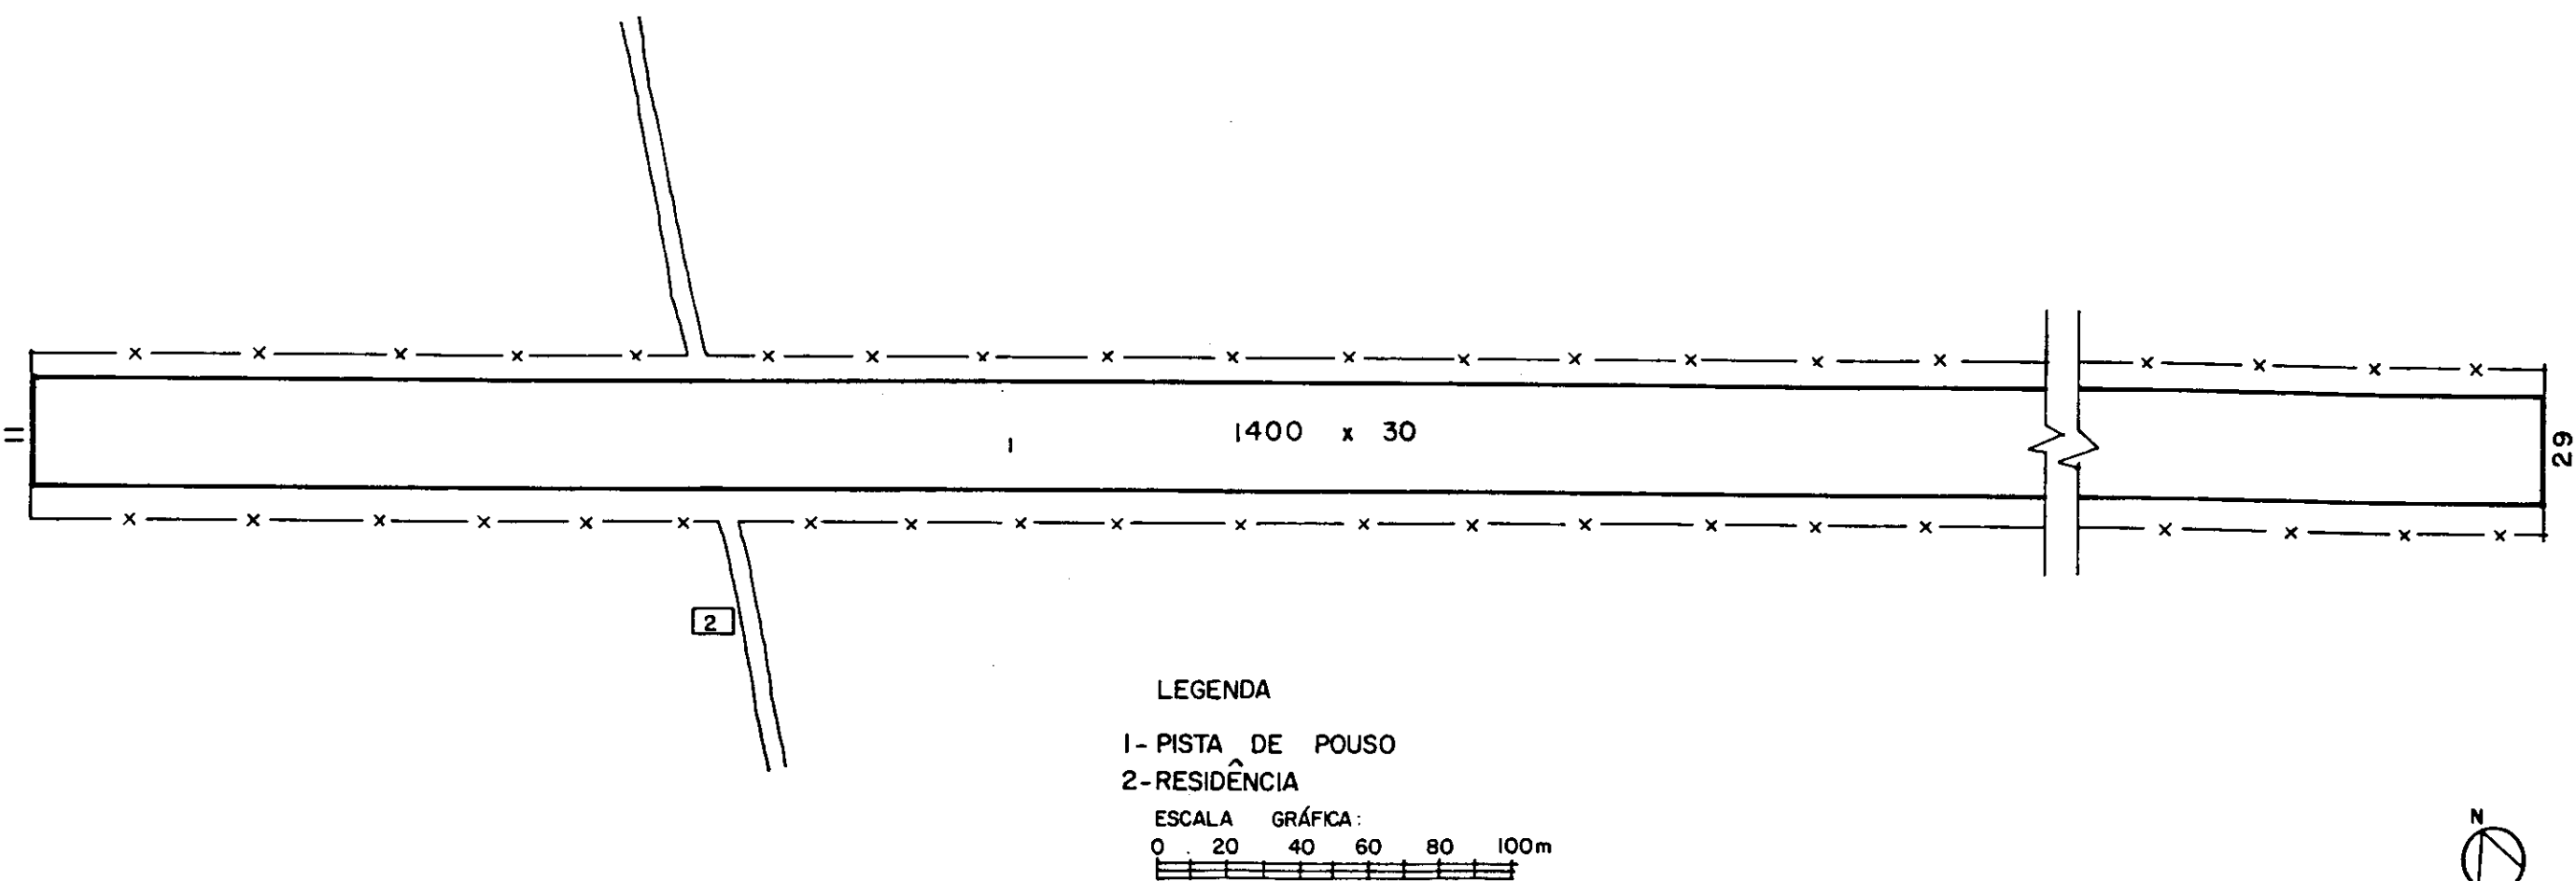 1400 x 30
11
1
29
2
LEGENDA
1- PISTA DE POUSO
2- RESIDÊNCIA
ESCALA GRÁFICA:
0 20 40 60 80 100m
N